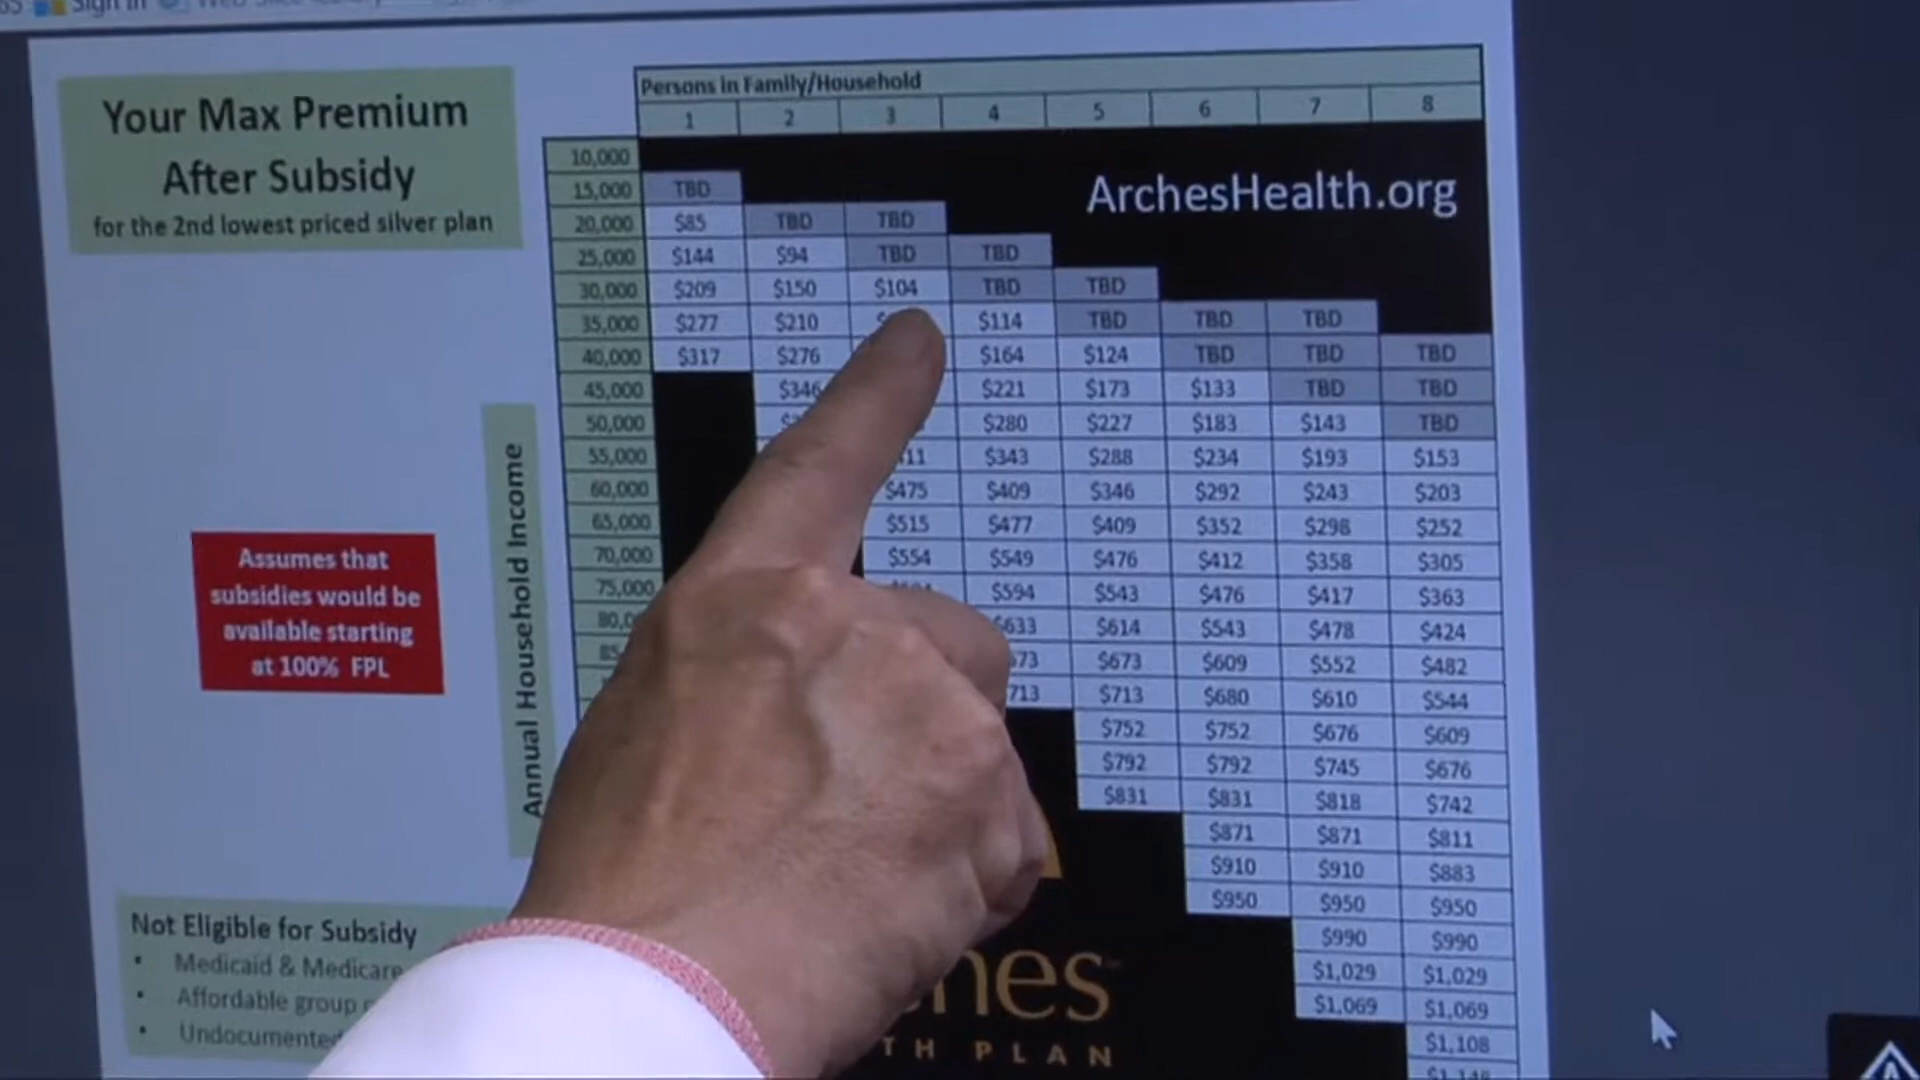 Sign In
Your Max Premium
After Subsidy
for the 2nd lowest priced silver plan
Persons in Family/Household
1 2 3 4 5 6 7 8
ArchesHealth.org
10,000
15,000 TBD
20,000 $85 TBD TBD
25,000 $144 $94 TBD TBD
30,000 $209 $150 $104 TBD TBD
35,000 $277 $210 $114 TBD TBD TBD
40,000 $317 $276 $164 $124 TBD TBD TBD
45,000 $346 $221 $173 $133 TBD TBD
50,000 $280 $227 $183 $143 TBD
55,000 $343 $288 $234 $193 $153
60,000 $475 $409 $346 $292 $243 $203
65,000 $515 $477 $409 $352 $298 $252
70,000 $554 $549 $476 $412 $358 $305
75,000 $594 $543 $476 $417 $363
$633 $614 $543 $478 $424
$673 $609 $552 $482
$713 $680 $610 $544
$752 $752 $676 $609
$792 $792 $745 $676
$831 $831 $818 $742
$871 $871 $811
$910 $910 $883
$950 $950 $950
$990 $990
$1,029 $1,029
$1,069 $1,069
$1,108
Annual Household Income
Assumes that
subsidies would be
available starting
at 100% FPL
Not Eligible for Subsidy
• Medicaid & Medicare
• Affordable group
• Undocumented
PLAN